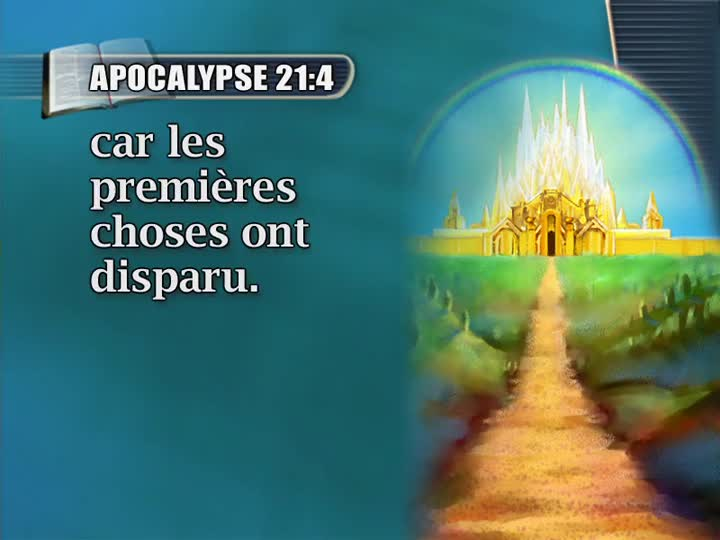 APOCALYPSE 21:4
car les
premières
choses ont
disparu.